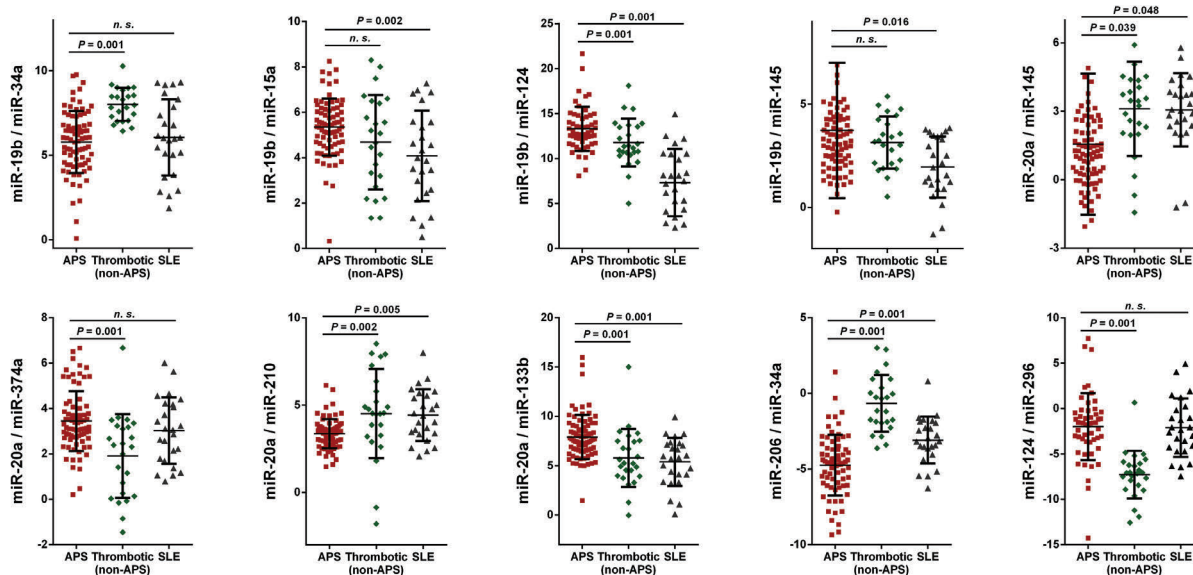 n. s.
P = 0.001
miR-19b / miR-34a
10
5
0
APS Thrombotic SLE
(non-APS)
P = 0.002
n. s.
miR-19b / miR-15a
10
8
6
4
2
0
APS Thrombotic SLE
(non-APS)
P = 0.001
P = 0.001
miR-19b / miR-124
25
20
15
10
5
0
APS Thrombotic SLE
(non-APS)
P = 0.016
n. s.
miR-19b / miR-145
5
0
APS Thrombotic SLE
(non-APS)
P = 0.048
P = 0.039
miR-20a / miR-145
6
3
0
-3
APS Thrombotic SLE
(non-APS)
n. s.
P = 0.001
miR-20a / miR-374a
8
6
4
2
0
-2
APS Thrombotic SLE
(non-APS)
P = 0.005
P = 0.002
miR-20a / miR-210
10
5
0
APS Thrombotic SLE
(non-APS)
P = 0.001
P = 0.001
miR-20a / miR-133b
20
15
10
5
0
APS Thrombotic SLE
(non-APS)
P = 0.001
P = 0.001
miR-206 / miR-34a
5
0
-5
-10
APS Thrombotic SLE
(non-APS)
n. s.
P = 0.001
miR-124 / miR-296
10
5
0
-5
-10
-15
APS Thrombotic SLE
(non-APS)